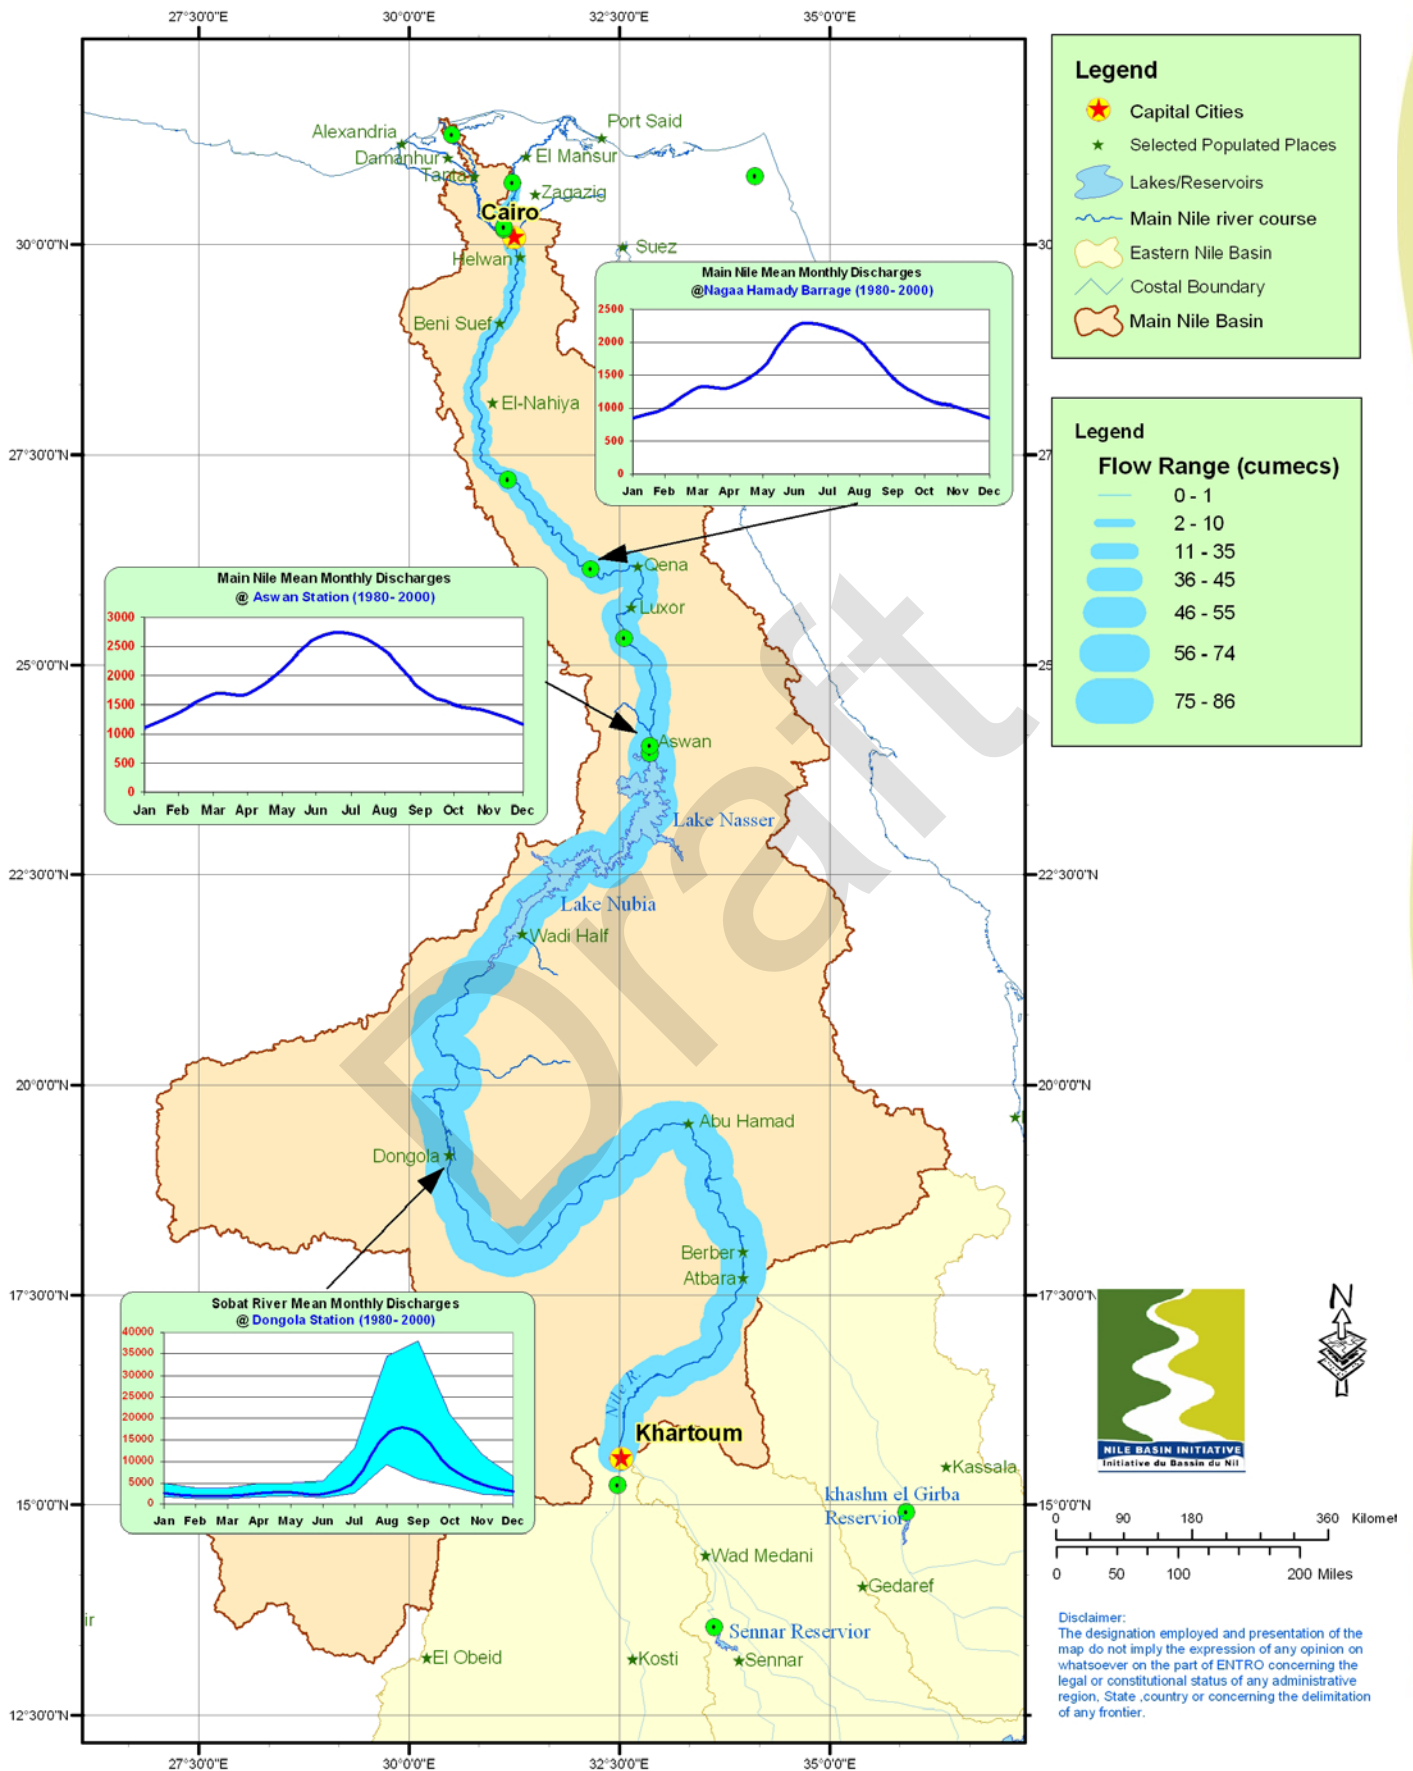 27°30'0"E
30°0'0"E
32°30'0"E
35°0'0"E
Alexandria
Port Said
Damanhur
El Mansur
Tanta
Zagazig
Cairo
30°0'0"N
30
Suez
Helwan
Beni Suef
El-Nahiya
27°30'0"N
27
Main Nile Mean Monthly Discharges
@Nagaa Hamady Barrage (1980- 2000)
2500
2000
1500
1000
500
0
Jan Feb Mar Apr May Jun Jul Aug Sep Oct Nov Dec
Qena
Luxor
Main Nile Mean Monthly Discharges
@ Aswan Station (1980- 2000)
3000
2500
2000
1500
1000
500
0
Jan Feb Mar Apr May Jun Jul Aug Sep Oct Nov Dec
25°0'0"N
25
Aswan
Lake Nasser
22°30'0"N
22°30'0"N
Lake Nubia
Wadi Half
Draft
20°0'0"N
20°0'0"N
Abu Hamad
Dongola
Berber
Atbara
17°30'0"N
17°30'0"N
Sobat River Mean Monthly Discharges
@ Dongola Station (1980- 2000)
40000
35000
30000
25000
20000
15000
10000
5000
0
Jan Feb Mar Apr May Jun Jul Aug Sep Oct Nov Dec
Nile R.
Khartoum
Kassala
15°0'0"N
15°0'0"N
khashm el Girba
Reservior
Wad Medani
Gedaref
ir
Sennar Reservior
El Obeid
Kosti
Sennar
12°30'0"N
27°30'0"E
30°0'0"E
32°30'0"E
35°0'0"E
Legend
Capital Cities
Selected Populated Places
Lakes/Reservoirs
Main Nile river course
Eastern Nile Basin
Costal Boundary
Main Nile Basin
Legend
Flow Range (cumecs)
0 - 1
2 - 10
11 - 35
36 - 45
46 - 55
56 - 74
75 - 86
N
NILE BASIN INITIATIVE
Initiative du Bassin du Nil
0 90 180 360 Kilomet
0 50 100 200 Miles
Disclaimer:
The designation employed and presentation of the
map do not imply the expression of any opinion on
whatsoever on the part of ENTRO concerning the
legal or constitutional status of any administrative
region, State ,country or concerning the delimitation
of any frontier.